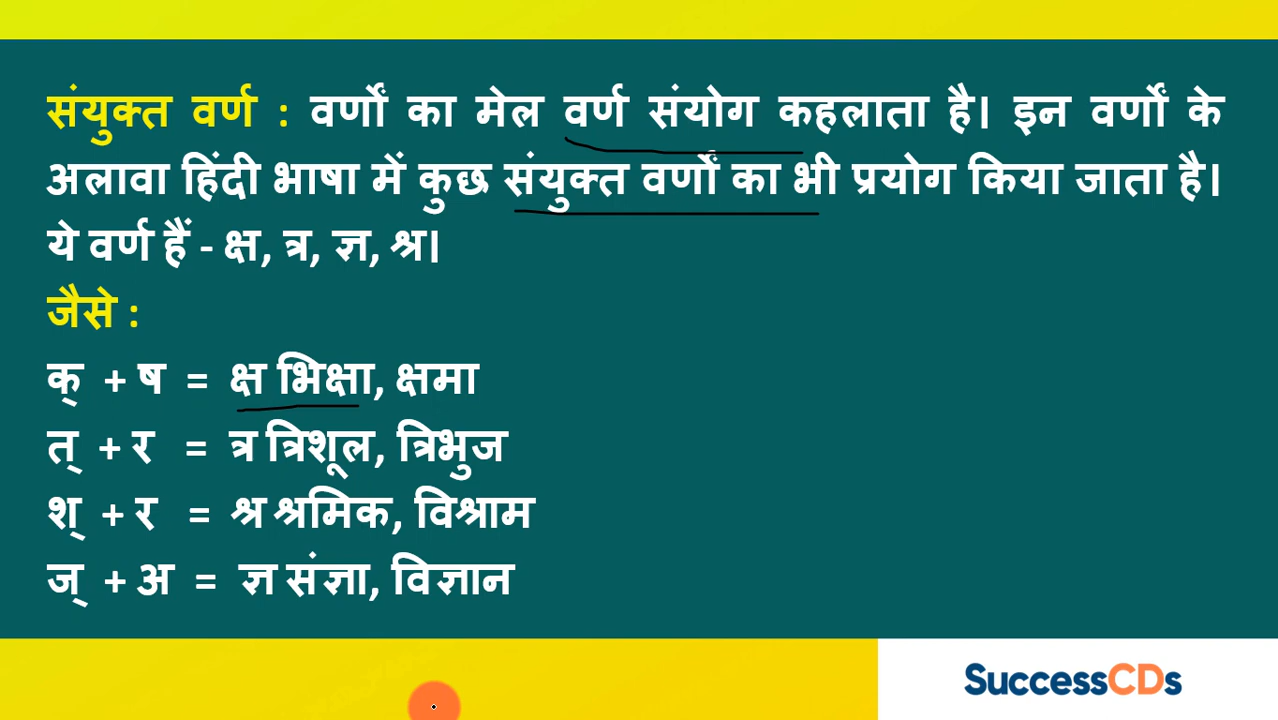 संयुक्त वर्ण : वर्णों का मेल वर्ण संयोग कहलाता है। इन वर्णों के
अलावा हिंदी भाषा में कुछ संयुक्त वर्णों का भी प्रयोग किया जाता है।
ये वर्ण हैं - क्ष, त्र, ज्ञ, श्र।
जैसे :
क् + ष = क्ष भिक्षा, क्षमा
त् + र = त्र त्रिशूल, त्रिभुज
श् + र = श्र श्रमिक, विश्राम
ज् + अ = ज्ञ संज्ञा, विज्ञान
SuccessCDs